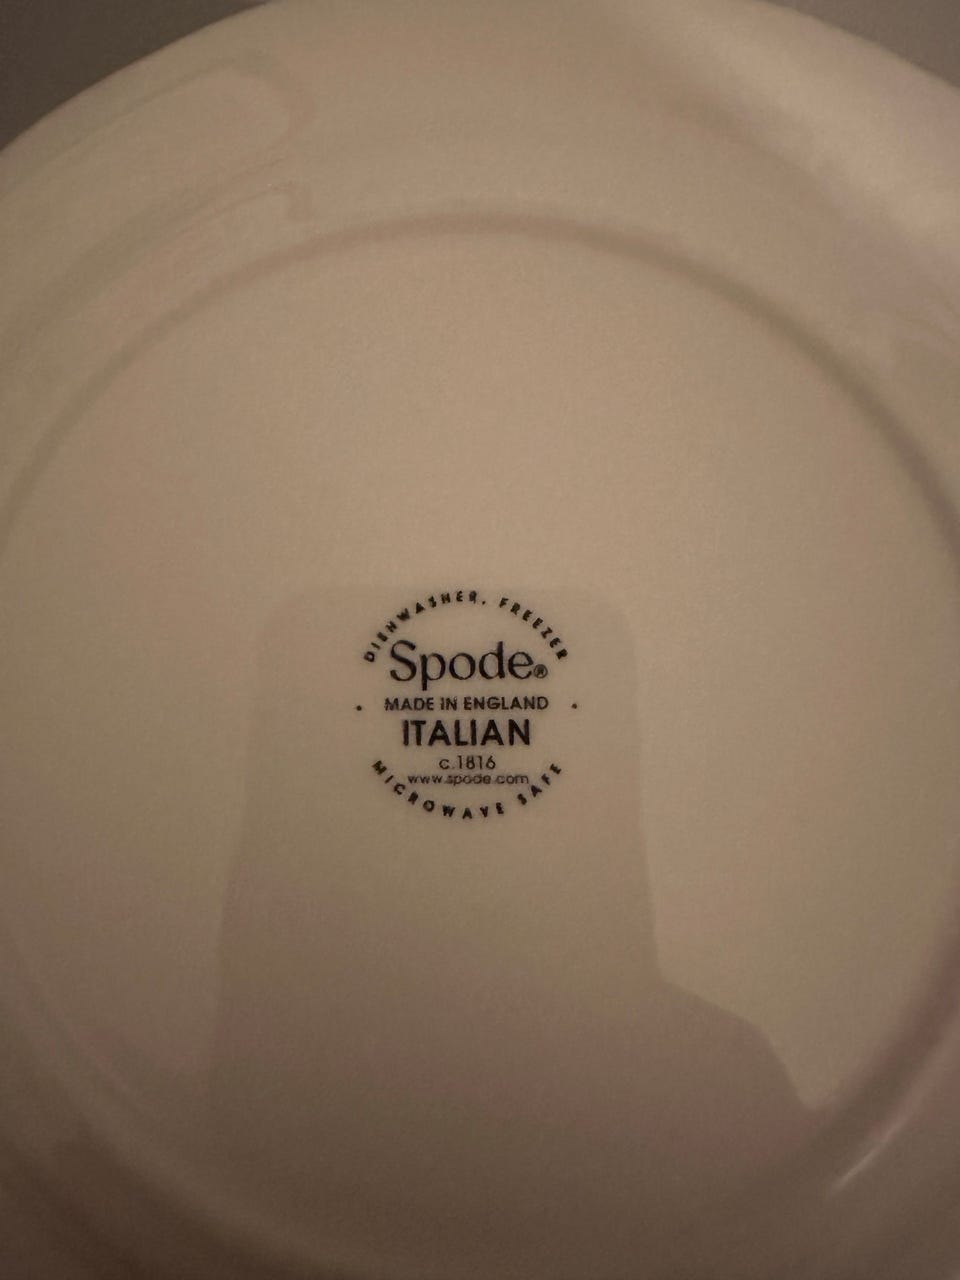 DISHWASHER, FREEZER
Spode®
· MADE IN ENGLAND ·
ITALIAN
c.1816
www.spode.com
MICROWAVE SAFE